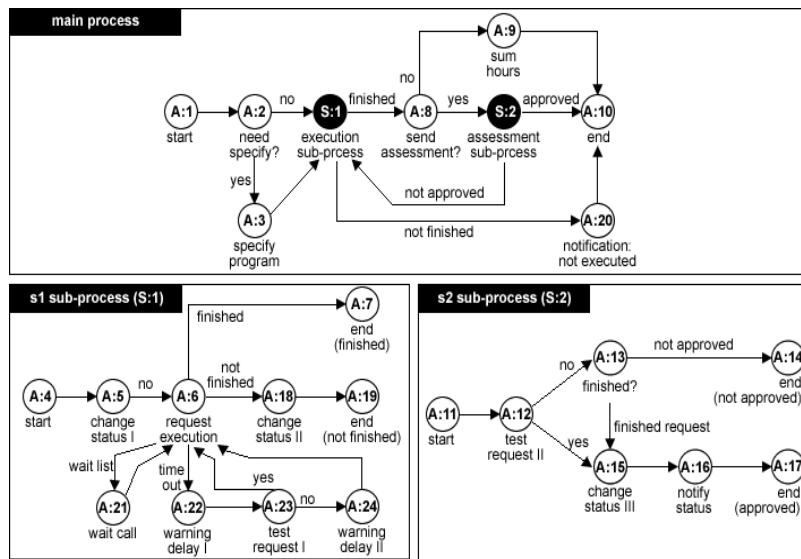 main process
A:9
sum
hours
no
A:1
start
A:2
need
specify?
no
S:1
execution
sub-prcess
finished
A:8
send
assessment?
yes
S:2
assessment
sub-prcess
approved
A:10
end
yes
not approved
A:3
specify
program
not finished
A:20
notification:
not executed
s1 sub-process (S:1)
A:7
end
(finished)
finished
A:4
start
A:5
change
status I
no
A:6
request
execution
not
finished
A:18
change
status II
A:19
end
(not finished)
wait list
time
out
yes
A:21
wait call
A:22
warning
delay I
A:23
test
request I
no
A:24
warning
delay II
s2 sub-process (S:2)
A:13
finished?
not approved
A:14
end
(not approved)
no
A:11
start
A:12
test
request II
finished request
yes
A:15
change
status III
A:16
notify
status
A:17
end
(approved)